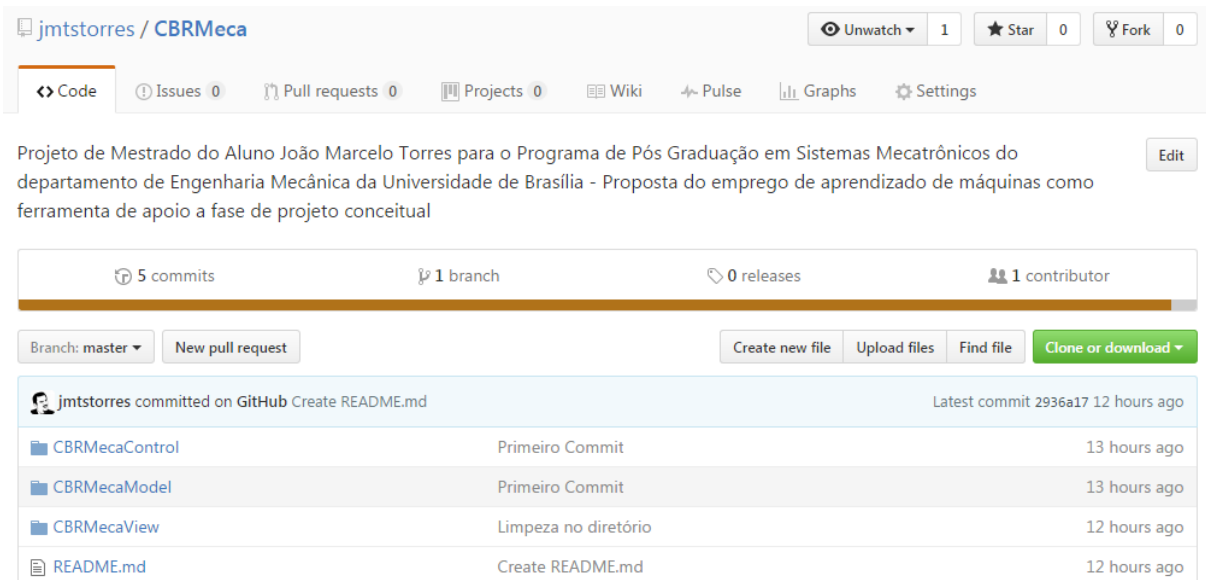 jmtstorres / CBRMeca
Unwatch 1 Star 0 Fork 0
Code Issues 0 Pull requests 0 Projects 0 Wiki Pulse Graphs Settings
Projeto de Mestrado do Aluno João Marcelo Torres para o Programa de Pós Graduação em Sistemas Mecatrônicos do
Edit
departamento de Engenharia Mecânica da Universidade de Brasília - Proposta do emprego de aprendizado de máquinas como
ferramenta de apoio a fase de projeto conceitual
5 commits 1 branch 0 releases 1 contributor
Branch: master New pull request Create new file Upload files Find file Clone or download
jmtstorres committed on GitHub Create README.md Latest commit 2936a17 12 hours ago
CBRMecaControl Primeiro Commit 13 hours ago
CBRMecaModel Primeiro Commit 13 hours ago
CBRMecaView Limpeza no diretório 12 hours ago
README.md Create README.md 12 hours ago